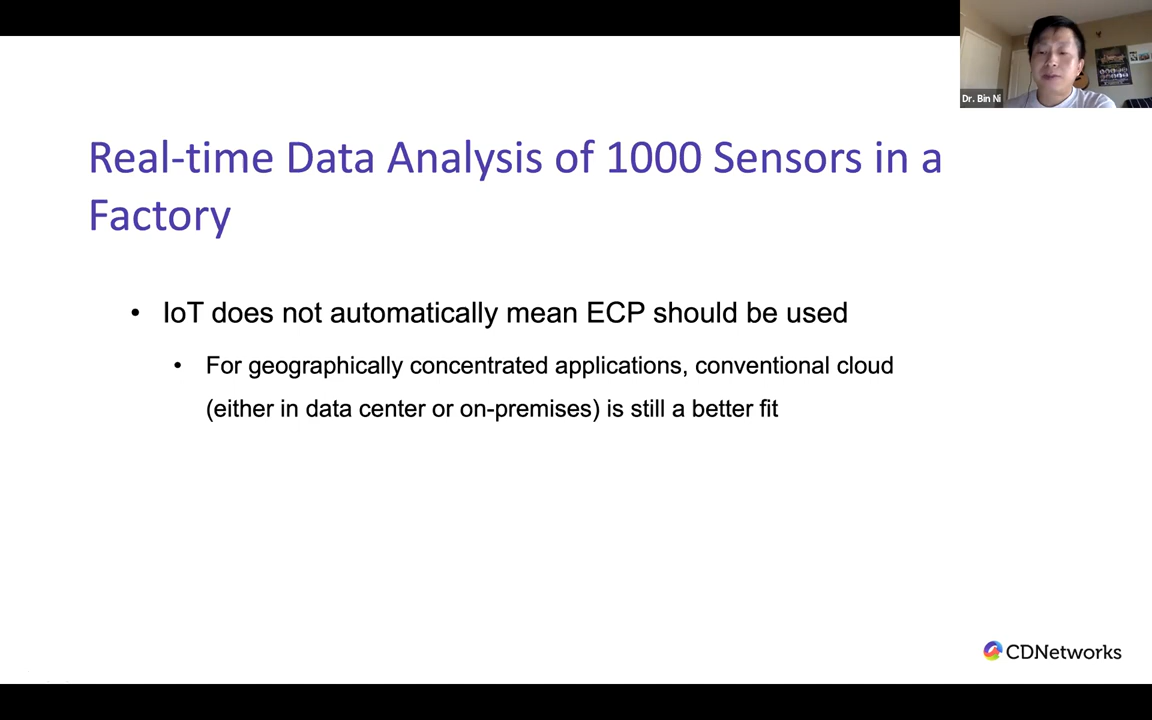 Dr. Bin Ni
Real-time Data Analysis of 1000 Sensors in a
Factory
• IoT does not automatically mean ECP should be used
• For geographically concentrated applications, conventional cloud
(either in data center or on-premises) is still a better fit
CDNetworks